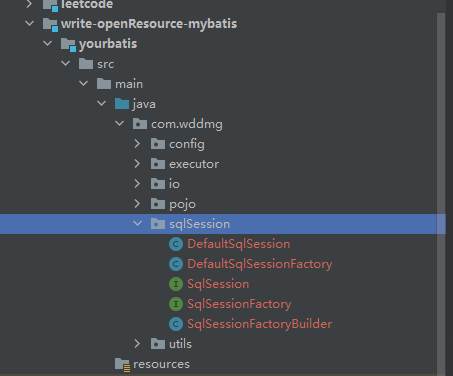 leetcode
write-openResource-mybatis
yourbatis
src
main
java
com.wddmg
config
executor
io
pojo
sqlSession
C DefaultSqlSession
C DefaultSqlSessionFactory
I SqlSession
I SqlSessionFactory
C SqlSessionFactoryBuilder
utils
resources